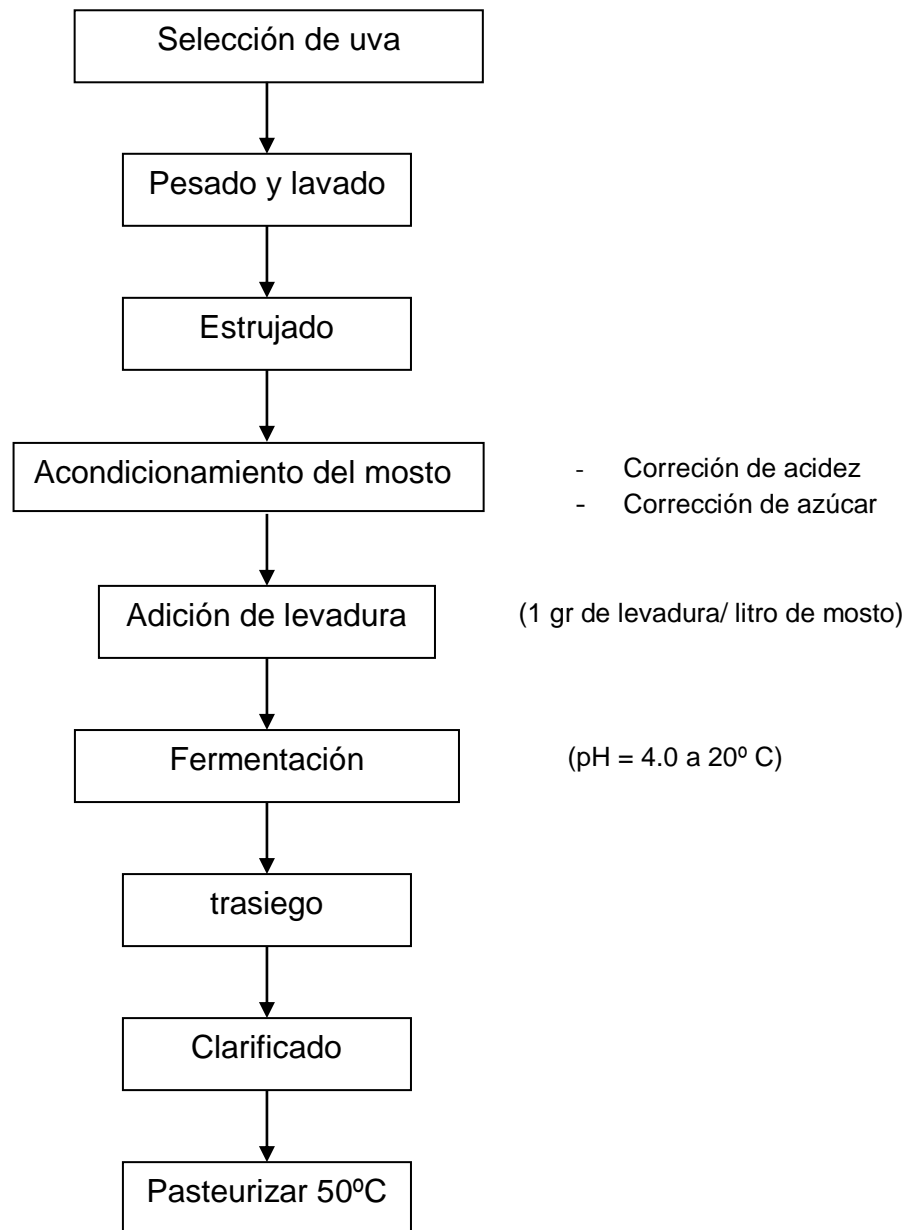 Selección de uva
Pesado y lavado
Estrujado
Acondicionamiento del mosto
- Correción de acidez
- Corrección de azúcar
Adición de levadura
(1 gr de levadura/ litro de mosto)
Fermentación
(pH = 4.0 a 20º C)
trasiego
Clarificado
Pasteurizar 50ºC